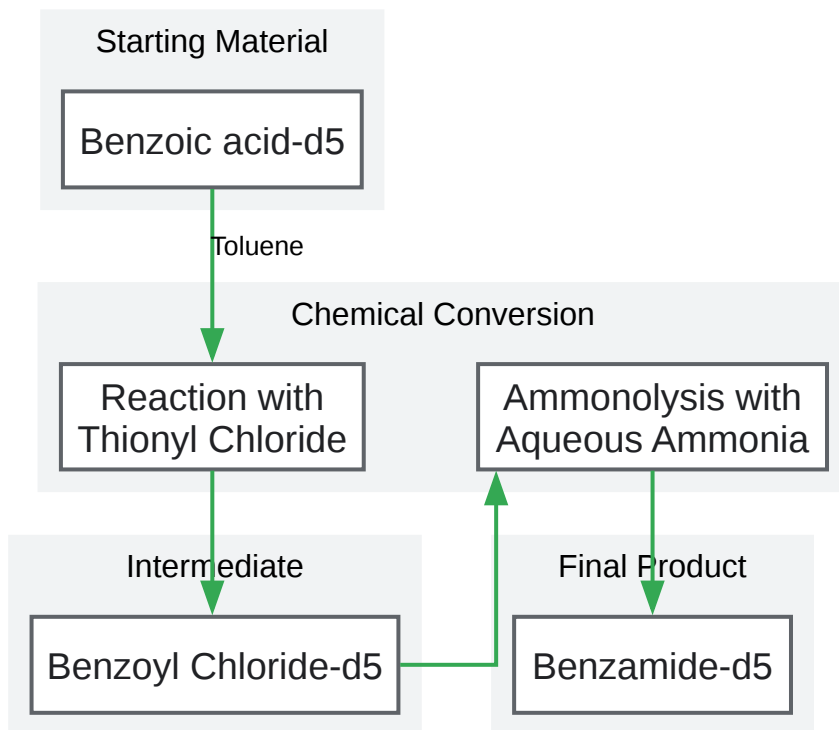 Starting Material
Benzoic acid-d5
Toluene
Chemical Conversion
Reaction with
Thionyl Chloride
Ammonolysis with
Aqueous Ammonia
Intermediate
Benzoyl Chloride-d5
Final Product
Benzamide-d5